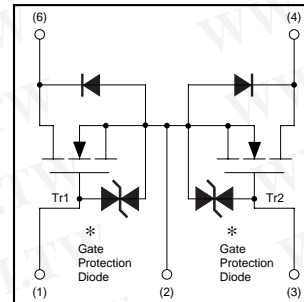 (6) (4)
Tr1 Tr2
* *
Gate Gate
Protection Protection
Diode Diode
(1) (2) (3)